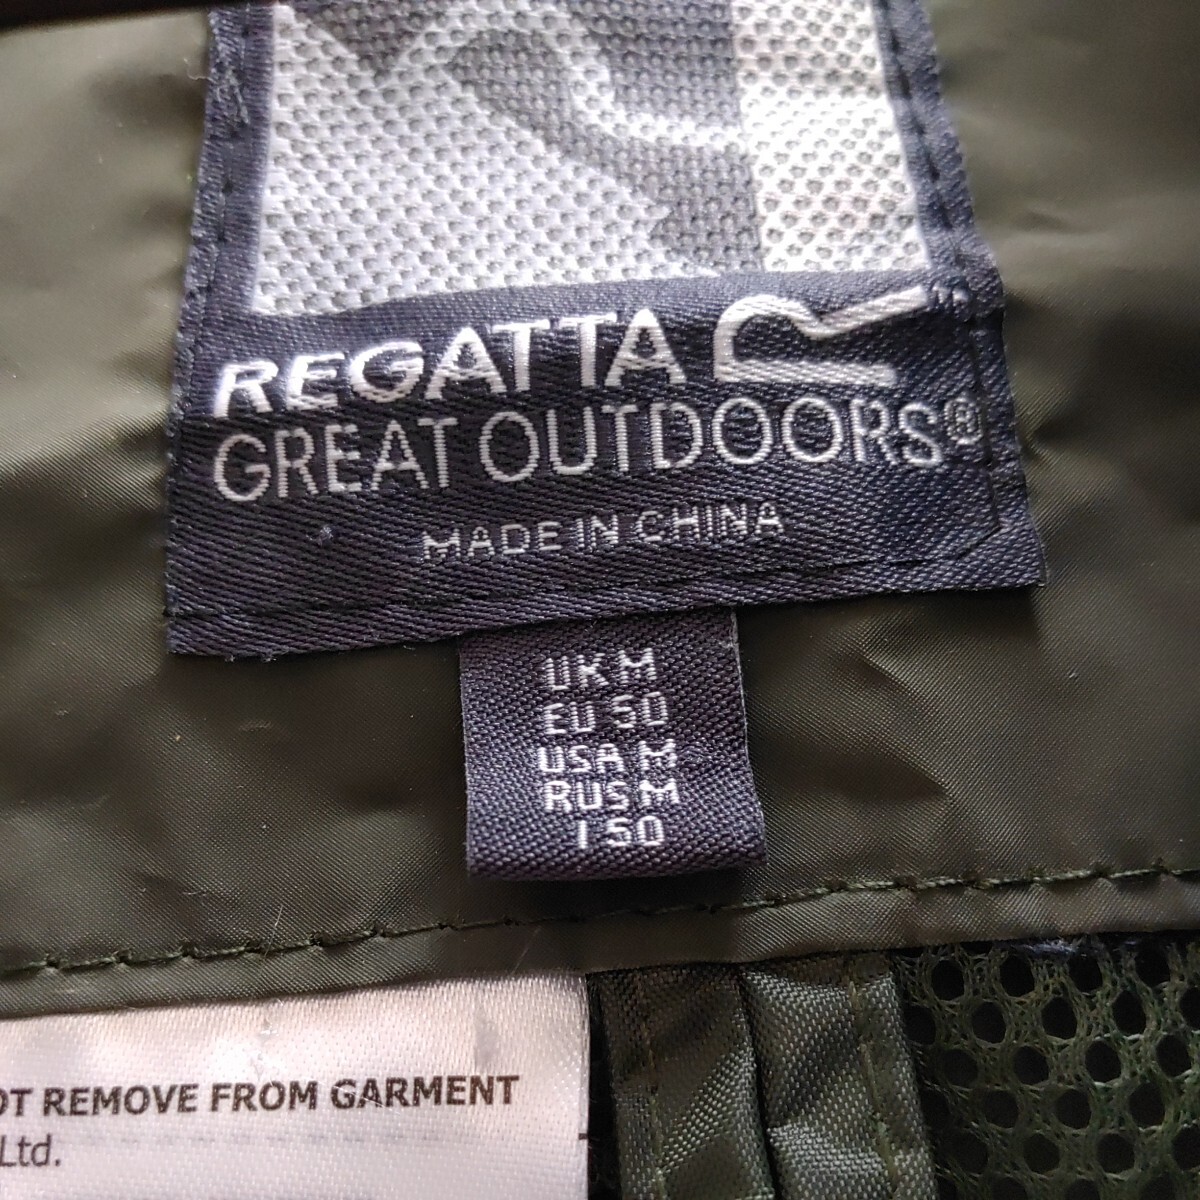 REGATTA
GREAT OUTDOORS®
MADE IN CHINA
UK M
EU 50
USA M
RUS M
I 50
OT REMOVE FROM GARMENT
Ltd.